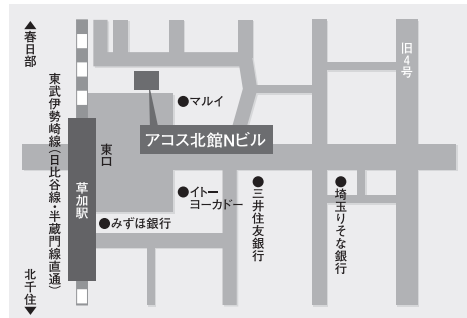 ▲春日部
東武伊勢崎線(日比谷線・半蔵門線直通)
北千住▼
草加駅
東口
アコス北館Nビル
●マルイ
●イトー
ヨーカドー
●みずほ銀行
●三井住友銀行
●埼玉りそな銀行
旧4号